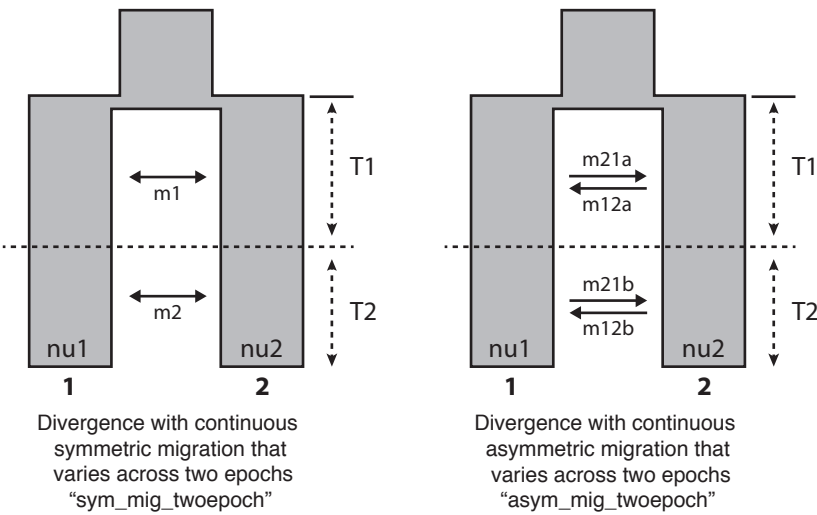 m1
T1
m2
T2
nu1
nu2
1
2
Divergence with continuous
symmetric migration that
varies across two epochs
“sym_mig_twoepoch”
m21a
m12a
T1
m21b
m12b
T2
nu1
nu2
1
2
Divergence with continuous
asymmetric migration that
varies across two epochs
“asym_mig_twoepoch”